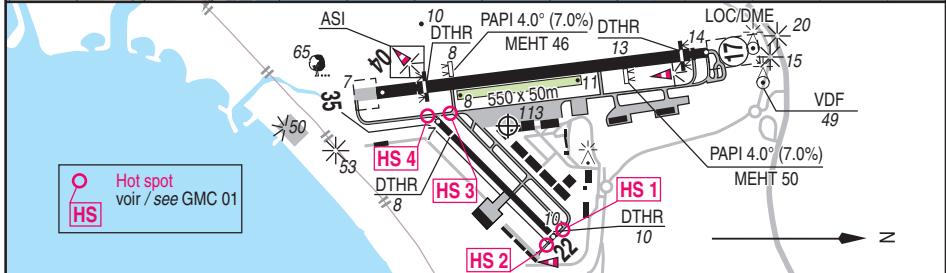 ASI
10
DTHR
PAPI 4.0° (7.0%)
MEHT 46
DTHR
LOC/DME
20
65
04
8
13
14
17
15
7
35
8
550 x 50m
11
113
VDF
49
50
53
7
HS 4
HS 3
PAPI 4.0° (7.0%)
MEHT 50
DTHR
8
HS 1
Hot spot
voir / see GMC 01
HS
10
DTHR
10
22
HS 2
N